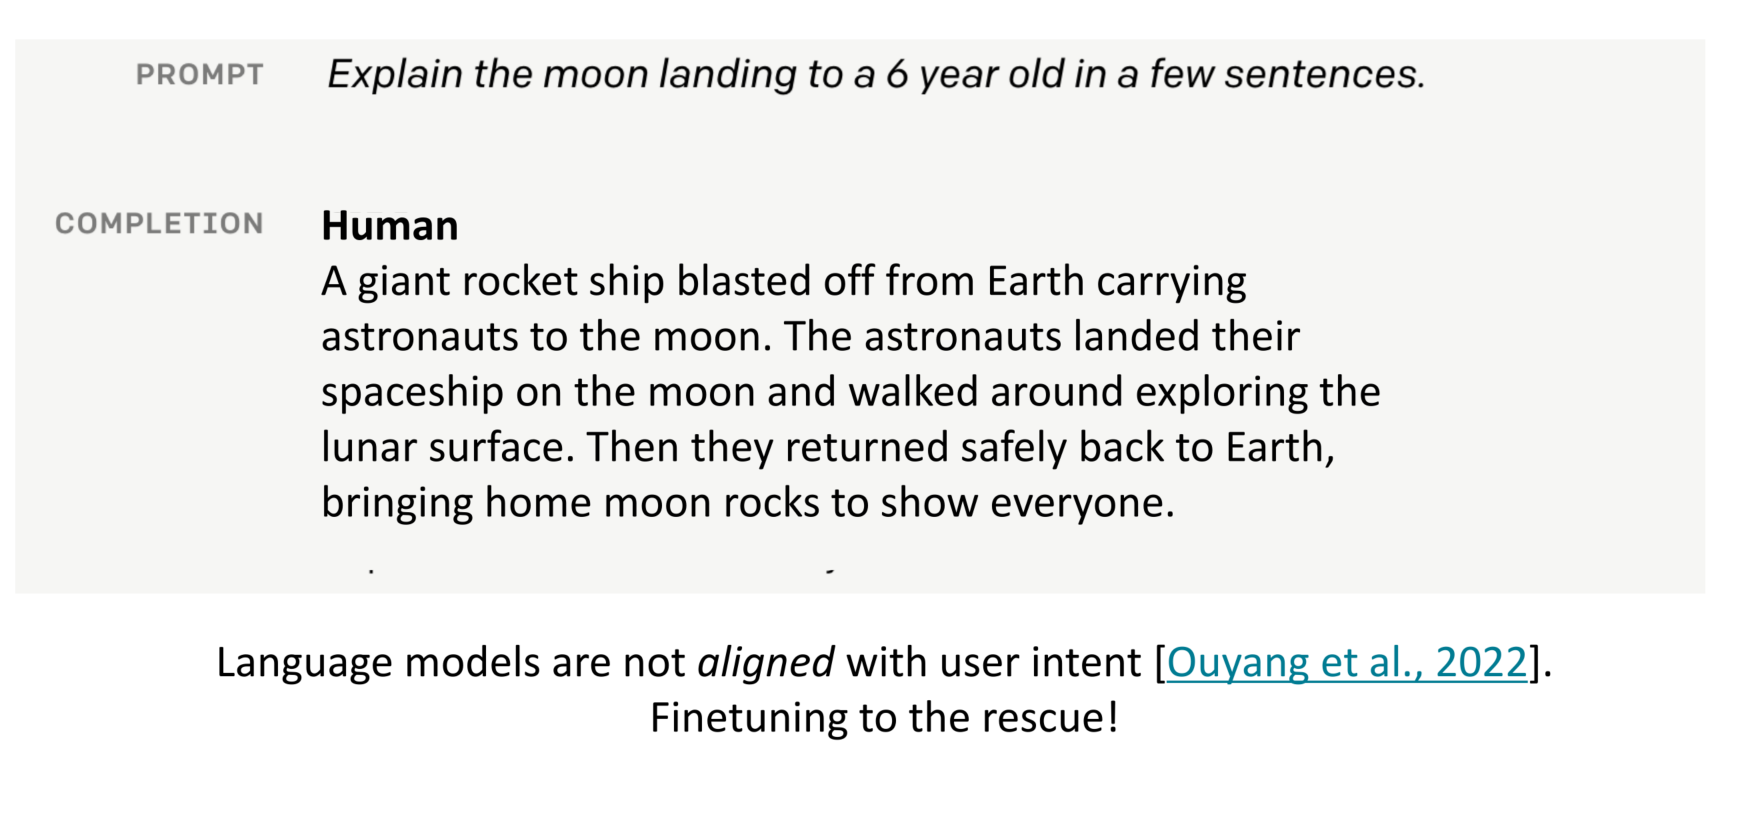 PROMPT Explain the moon landing to a 6 year old in a few sentences.
COMPLETION Human
A giant rocket ship blasted off from Earth carrying
astronauts to the moon. The astronauts landed their
spaceship on the moon and walked around exploring the
lunar surface. Then they returned safely back to Earth,
bringing home moon rocks to show everyone.
Language models are not aligned with user intent [Ouyang et al., 2022].
Finetuning to the rescue!